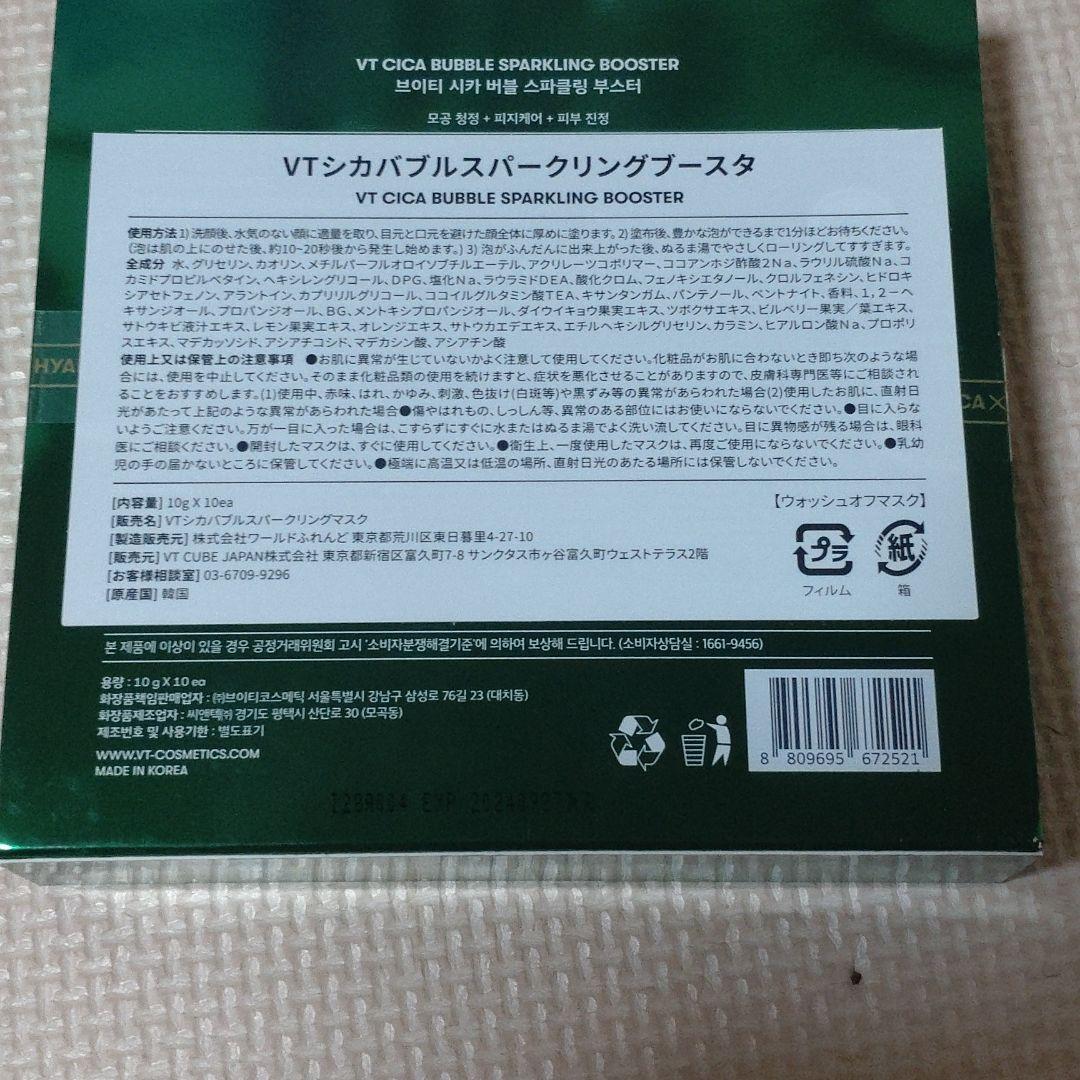 VT CICA BUBBLE SPARKLING BOOSTER
브이티 시카 버블 스파클링 부스터
모공 청정 + 피지케어 + 피부 진정
VTシカバブルスパークリングブースタ
VT CICA BUBBLE SPARKLING BOOSTER
使用方法 1) 洗顔後、水気のない顔に適量を取り、目元と口元を避けた顔全体に厚めに塗ります。2) 塗布後、豊かな泡ができるまで1分ほどお待ちください。
(泡は肌の上にのせた後、約10~20秒後から発生し始めます。) 3) 泡がふんだんに出来上がった後、ぬるま湯でやさしくローリングしてすすぎます。
全成分 水、グリセリン、カオリン、メチルパーフルオロイソブチルエーテル、アクリレーツコポリマー、ココアンホジ酢酸2Na、ラウリル硫酸Na、コ
カミドプロピルベタイン、ヘキシレングリコール、DPG、塩化Na、ラウラミドDEA、酸化クロム、フェノキシエタノール、クロルフェネシン、ヒドロキ
シアセトフェノン、アラントイン、カプリリルグリコール、ココイルグルタミン酸TEA、キサンタンガム、パンテノール、ベントナイト、香料、1，2－ヘ
キサンジオール、プロパンジオール、BG、メントキシプロパンジオール、ダイウイキョウ果実エキス、ツボクサエキス、ビルベリー果実／葉エキス、
サトウキビ液汁エキス、レモン果実エキス、オレンジエキス、サトウカエデエキス、エチルヘキシルグリセリン、カラミン、ヒアルロン酸Na、プロポリ
スエキス、マデカッソシド、アシアチコシド、マデカシン酸、アシアチン酸
使用上又は保管上の注意事項 ●お肌に異常が生じていないかよく注意して使用してください。化粧品がお肌に合わないとき即ち次のような場
合には、使用を中止してください。そのまま化粧品類の使用を続けますと、症状を悪化させることがありますので、皮膚科専門医等にご相談され
ることをおすすめします。(1)使用中、赤味、はれ、かゆみ、刺激、色抜け(白斑等)や黒ずみ等の異常があらわれた場合(2)使用したお肌に、直射日
光があたって上記のような異常があらわれた場合●傷やはれもの、しっしん等、異常のある部位にはお使いにならないでください。●目に入らな
いようご注意ください。万が一目に入った場合は、こすらずにすぐに水またはぬるま湯でよく洗い流してください。目に異物感が残る場合は、眼科
医にご相談ください。●開封したマスクは、すぐに使用してください。●衛生上、一度使用したマスクは、再度ご使用にならないでください。●乳幼
児の手の届かないところに保管してください。●極端に高温又は低温の場所、直射日光のあたる場所には保管しないでください。
HYA
CA X
[内容量] 10g X 10ea
【ウォッシュオフマスク】
[販売名] VTシカバブルスパークリングマスク
[製造販売元] 株式会社ワールドふれんど 東京都荒川区東日暮里4-27-10
[販売元] VT CUBE JAPAN株式会社 東京都新宿区富久町7-8 サンクタス市ヶ谷富久町ウェストテラス2階
[お客様相談室] 03-6709-9296
[原産国] 韓国
プラ
フィルム
紙
箱
본 제품에 이상이 있을 경우 공정거래위원회 고시 '소비자분쟁해결기준'에 의하여 보상해 드립니다. (소비자상담실 : 1661-9456)
용량 : 10 g X 10 ea
화장품책임판매업자 : ㈜브이티코스메틱 서울특별시 강남구 삼성로 76길 23 (대치동)
화장품제조업자 : 씨앤텍㈜ 경기도 평택시 산단로 30 (모곡동)
제조번호 및 사용기한 : 별도표기
WWW.VT-COSMETICS.COM
MADE IN KOREA
8 809695 672521
EXP